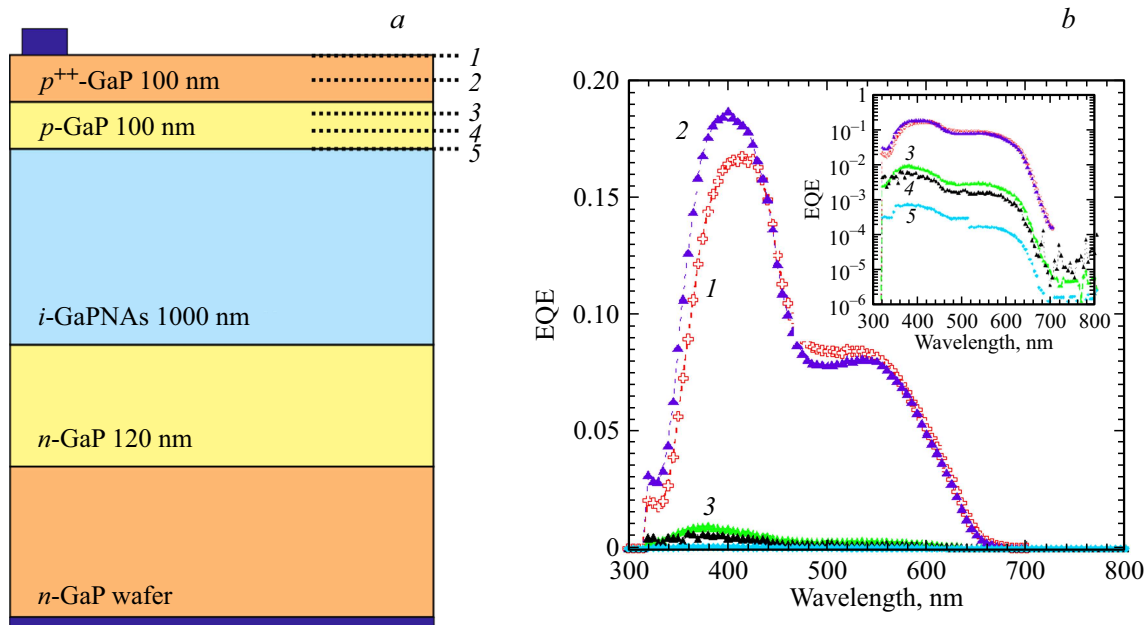 a
1
p++-GaP 100 nm
2
3
p-GaP 100 nm
4
5
i-GaPNAs 1000 nm
n-GaP 120 nm
n-GaP wafer
b
0.20
0.15
0.10
0.05
0
EQE
2
1
3
300 400 500 600 700 800
Wavelength, nm
1
10−1
10−2
10−3
10−4
10−5
10−6
EQE
3
4
5
300 400 500 600 700 800
Wavelength, nm